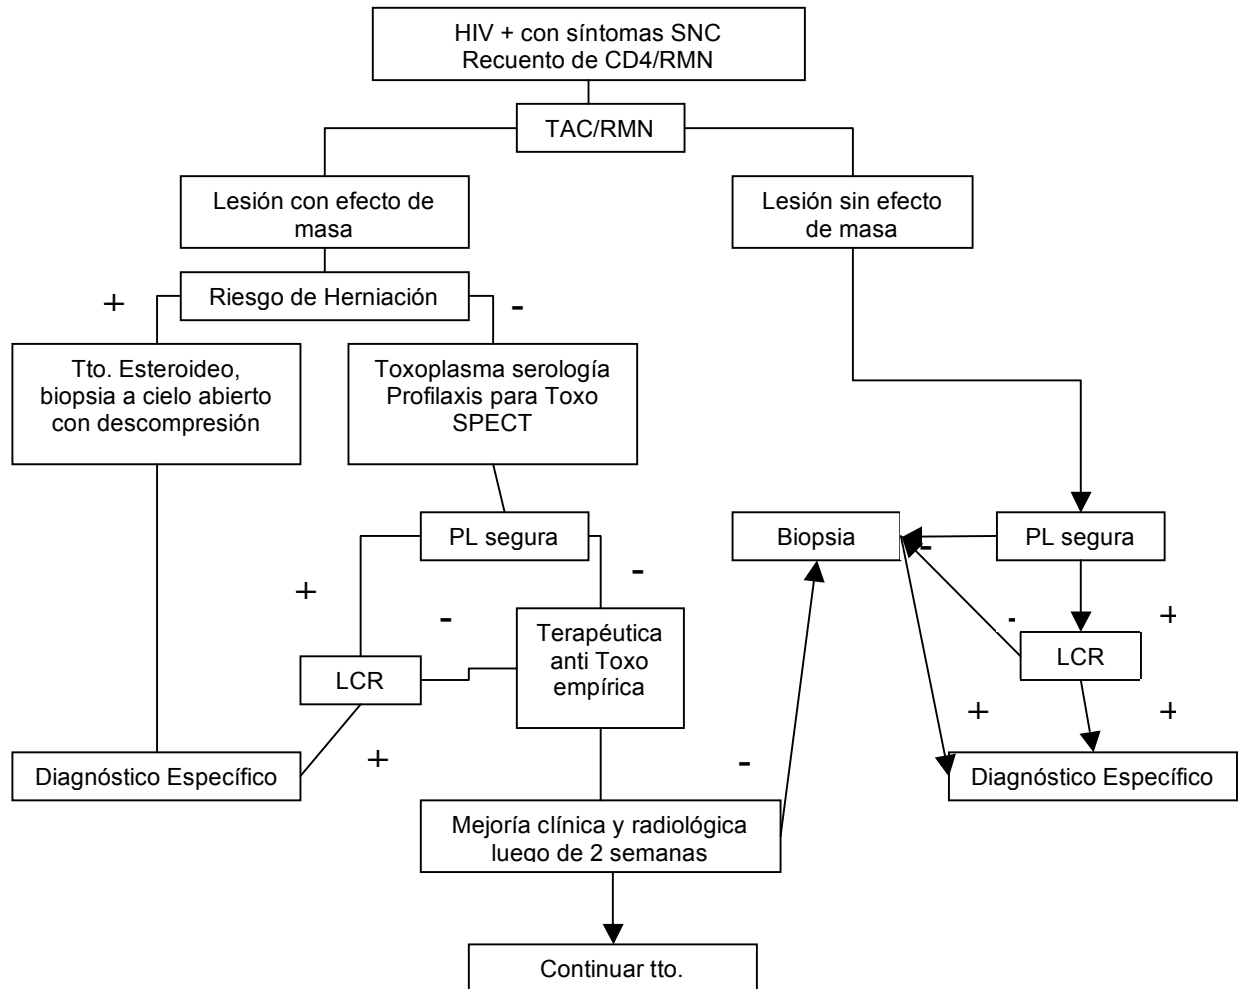 HIV + con síntomas SNC
Recuento de CD4/RMN
TAC/RMN
Lesión con efecto de
masa
Lesión sin efecto
de masa
Riesgo de Herniación
+
-
Tto. Esteroideo,
biopsia a cielo abierto
con descompresión
Toxoplasma serología
Profilaxis para Toxo
SPECT
PL segura
Biopsia
-
PL segura
+
-
-
Terapéutica
anti Toxo
empírica
-
+
LCR
LCR
+
+
+
Diagnóstico Específico
-
Diagnóstico Específico
Mejoría clínica y radiológica
luego de 2 semanas
Continuar tto.